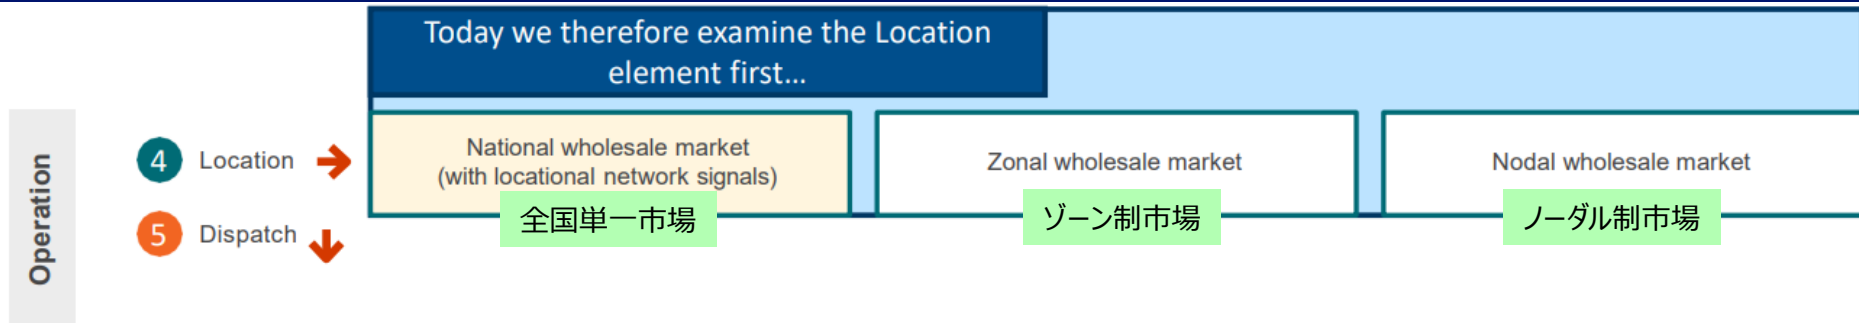 Today we therefore examine the Location
element first...
Operation
4 Location
National wholesale market
(with locational network signals)
全国単一市場
Zonal wholesale market
ゾーン制市場
Nodal wholesale market
ノーダル制市場
5 Dispatch